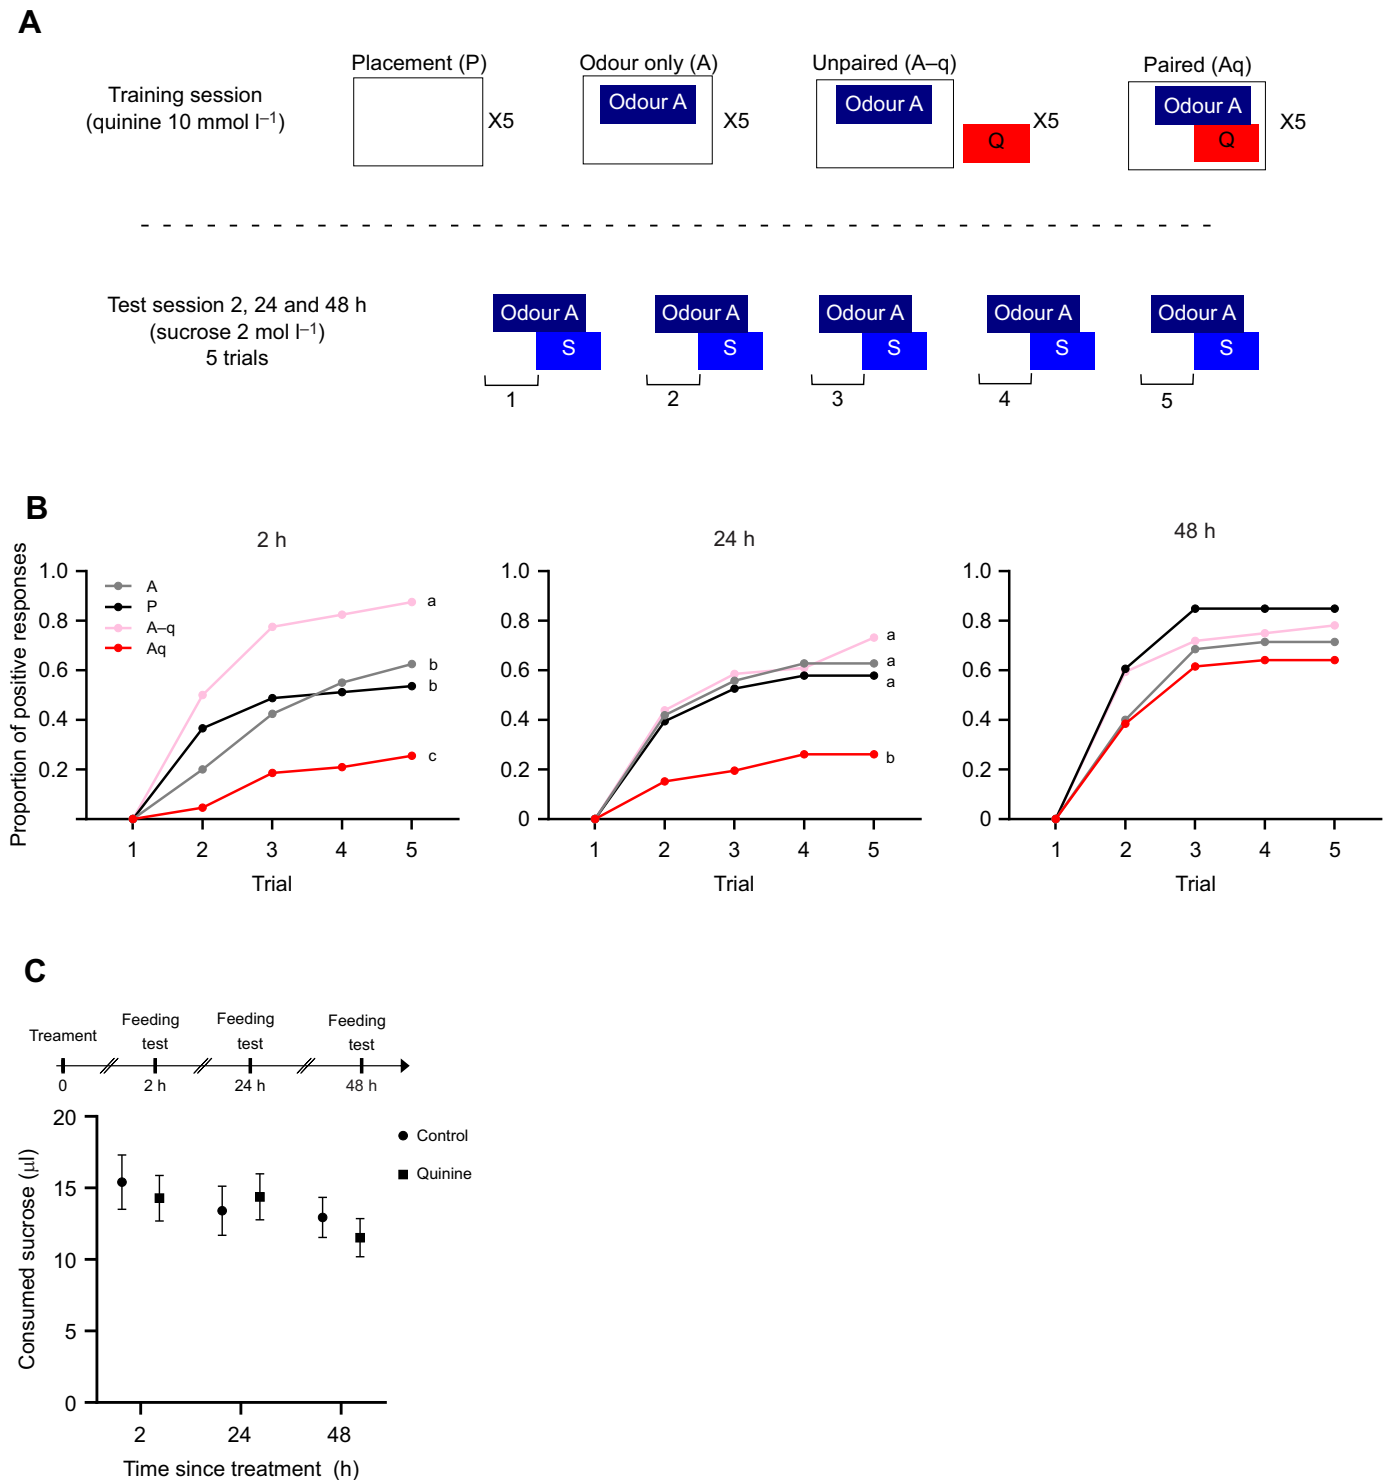 A
Training session
(quinine 10 mmol l⁻¹)
Placement (P)
X5
Odour only (A)
Odour A
X5
Unpaired (A–q)
Odour A
Q
X5
Paired (Aq)
Odour A
Q
X5
Test session 2, 24 and 48 h
(sucrose 2 mol l⁻¹)
5 trials
Odour A
S
1
Odour A
S
2
Odour A
S
3
Odour A
S
4
Odour A
S
5
B
Proportion of positive responses
2 h
1.0
0.8
0.6
0.4
0.2
A
P
A–q
Aq
a
b
b
c
1 2 3 4 5
Trial
24 h
1.0
0.8
0.6
0.4
0.2
0
a
a
a
b
1 2 3 4 5
Trial
48 h
1.0
0.8
0.6
0.4
0.2
0
1 2 3 4 5
Trial
C
Treament
Feeding
test
Feeding
test
Feeding
test
0 2 h 24 h 48 h
Consumed sucrose (µl)
20
15
10
5
0
Control
Quinine
2 24 48
Time since treatment (h)